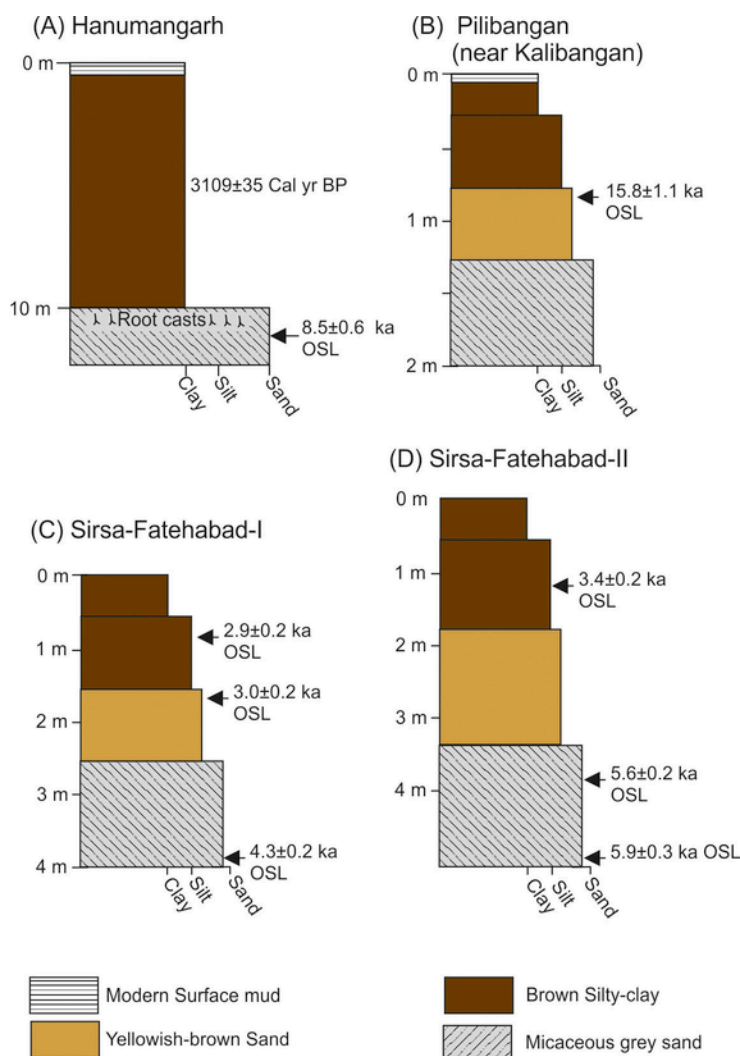 (A) Hanumangarh
0 m
3109±35 Cal yr BP
10 m
Root casts
8.5±0.6 ka
OSL
Clay
Silt
Sand
(B) Pilibangan
(near Kalibangan)
0 m
15.8±1.1 ka
OSL
1 m
2 m
Clay
Silt
Sand
(C) Sirsa-Fatehabad-I
0 m
2.9±0.2 ka
OSL
1 m
3.0±0.2 ka
OSL
2 m
3 m
4.3±0.2 ka
OSL
4 m
Clay
Silt
Sand
(D) Sirsa-Fatehabad-II
0 m
1 m
3.4±0.2 ka
OSL
2 m
3 m
5.6±0.2 ka
OSL
4 m
5.9±0.3 ka OSL
Clay
Silt
Sand
Modern Surface mud
Brown Silty-clay
Yellowish-brown Sand
Micaceous grey sand